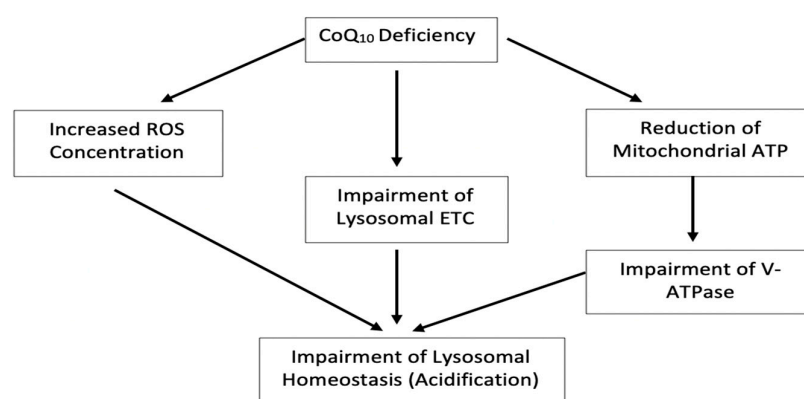 CoQ₁₀ Deficiency
Increased ROS
Concentration
Reduction of
Mitochondrial ATP
Impairment of
Lysosomal ETC
Impairment of V-
ATPase
Impairment of Lysosomal
Homeostasis (Acidification)